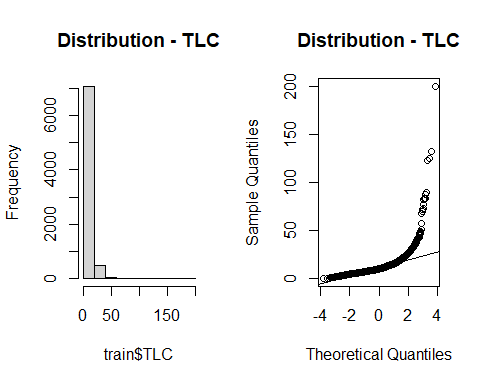 Distribution - TLC
Frequency
0 2000 6000
0 50 150
train$TLC
Distribution - TLC
Sample Quantiles
0 50 100 150 200
-4 -2 0 2 4
Theoretical Quantiles